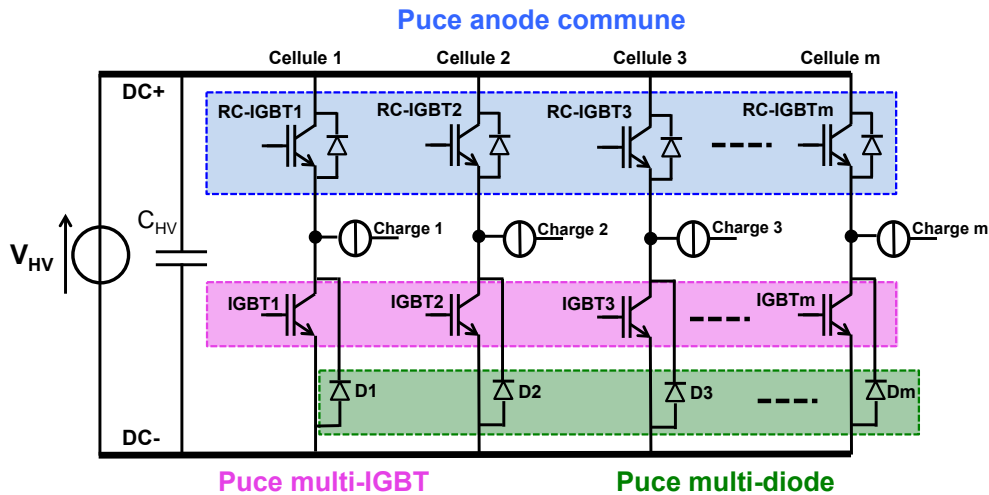 Puce anode commune
Cellule 1 Cellule 2 Cellule 3 Cellule m
DC+
RC-IGBT1 RC-IGBT2 RC-IGBT3 RC-IGBTm
CHV
VHV
Charge 1 Charge 2 Charge 3 Charge m
IGBT1 IGBT2 IGBT3 IGBTm
D1 D2 D3 Dm
DC-
Puce multi-IGBT Puce multi-diode